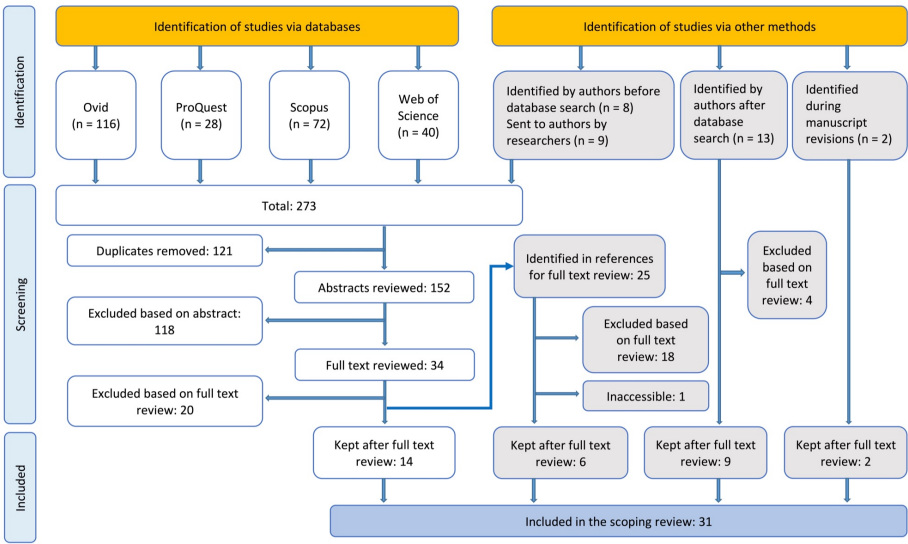 Identification of studies via databases
Identification of studies via other methods
Identification
Ovid
(n = 116)
ProQuest
(n = 28)
Scopus
(n = 72)
Web of
Science
(n = 40)
Identified by authors before
database search (n = 8)
Sent to authors by
researchers (n = 9)
Identified by
authors after
database
search (n = 13)
Identified
during
manuscript
revisions (n = 2)
Screening
Total: 273
Duplicates removed: 121
Abstracts reviewed: 152
Excluded based on abstract:
118
Full text reviewed: 34
Excluded based on full text
review: 20
Identified in references
for full text review: 25
Excluded based
on full text
review: 18
Inaccessible: 1
Excluded
based on
full text
review: 4
Included
Kept after full text
review: 14
Kept after full text
review: 6
Kept after full text
review: 9
Kept after full text
review: 2
Included in the scoping review: 31